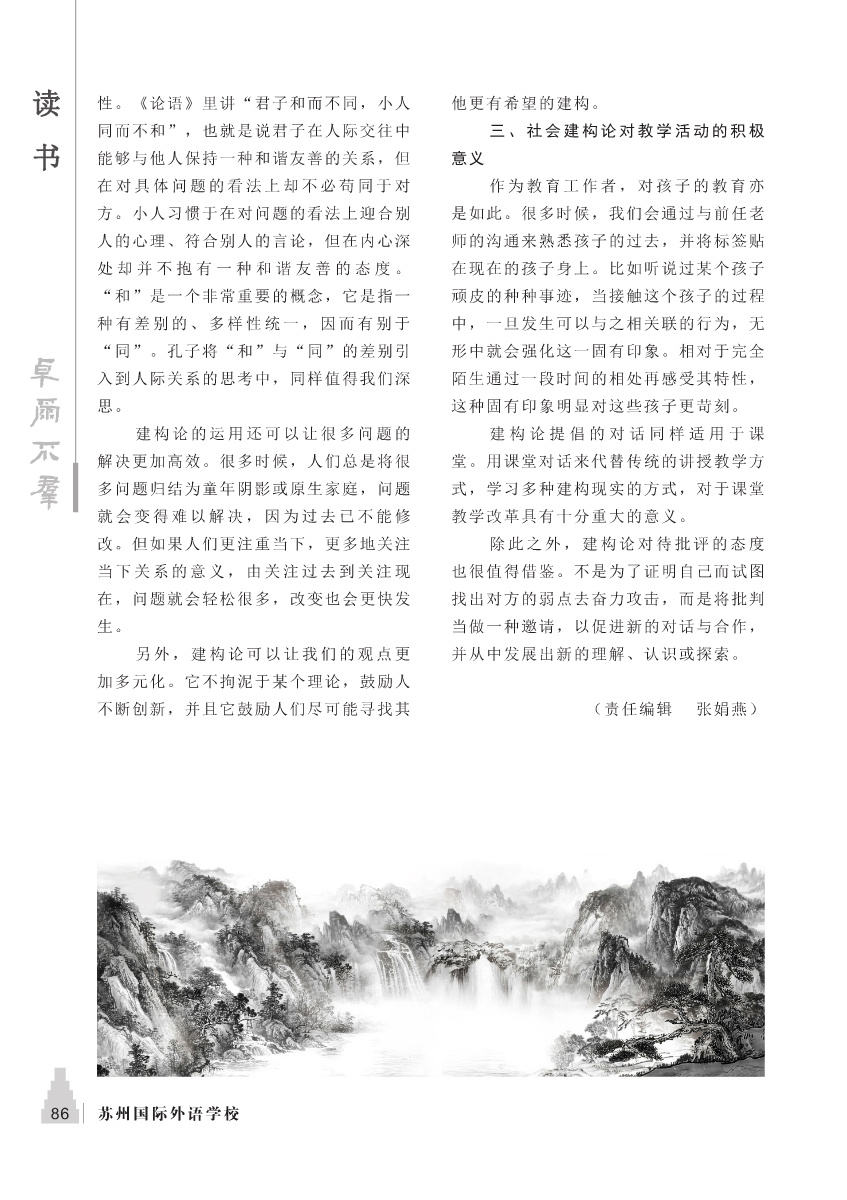 读
书
卓尔不群
性。《论语》里讲“君子和而不同，小人
同而不和”，也就是说君子在人际交往中
能够与他人保持一种和谐友善的关系，但
在对具体问题的看法上却不必苟同于对
方。小人习惯于在对问题的看法上迎合别
人的心理、符合别人的言论，但在内心深
处却并不抱有一种和谐友善的态度。
“和”是一个非常重要的概念，它是指一
种有差别的、多样性统一，因而有别于
“同”。孔子将“和”与“同”的差别引
入到人际关系的思考中，同样值得我们深
思。
建构论的运用还可以让很多问题的
解决更加高效。很多时候，人们总是将很
多问题归结为童年阴影或原生家庭，问题
就会变得难以解决，因为过去已不能修
改。但如果人们更注重当下，更多地关注
当下关系的意义，由关注过去到关注现
在，问题就会轻松很多，改变也会更快发
生。
另外，建构论可以让我们的观点更
加多元化。它不拘泥于某个理论，鼓励人
不断创新，并且它鼓励人们尽可能寻找其
他更有希望的建构。
三、社会建构论对教学活动的积极
意义
作为教育工作者，对孩子的教育亦
是如此。很多时候，我们会通过与前任老
师的沟通来熟悉孩子的过去，并将标签贴
在现在的孩子身上。比如听说过某个孩子
顽皮的种种事迹，当接触这个孩子的过程
中，一旦发生可以与之相关联的行为，无
形中就会强化这一固有印象。相对于完全
陌生通过一段时间的相处再感受其特性，
这种固有印象明显对这些孩子更苛刻。
建构论提倡的对话同样适用于课
堂。用课堂对话来代替传统的讲授教学方
式，学习多种建构现实的方式，对于课堂
教学改革具有十分重大的意义。
除此之外，建构论对待批评的态度
也很值得借鉴。不是为了证明自己而试图
找出对方的弱点去奋力攻击，而是将批判
当做一种邀请，以促进新的对话与合作，
并从中发展出新的理解、认识或探索。
（责任编辑　张娟燕）
86
苏州国际外语学校